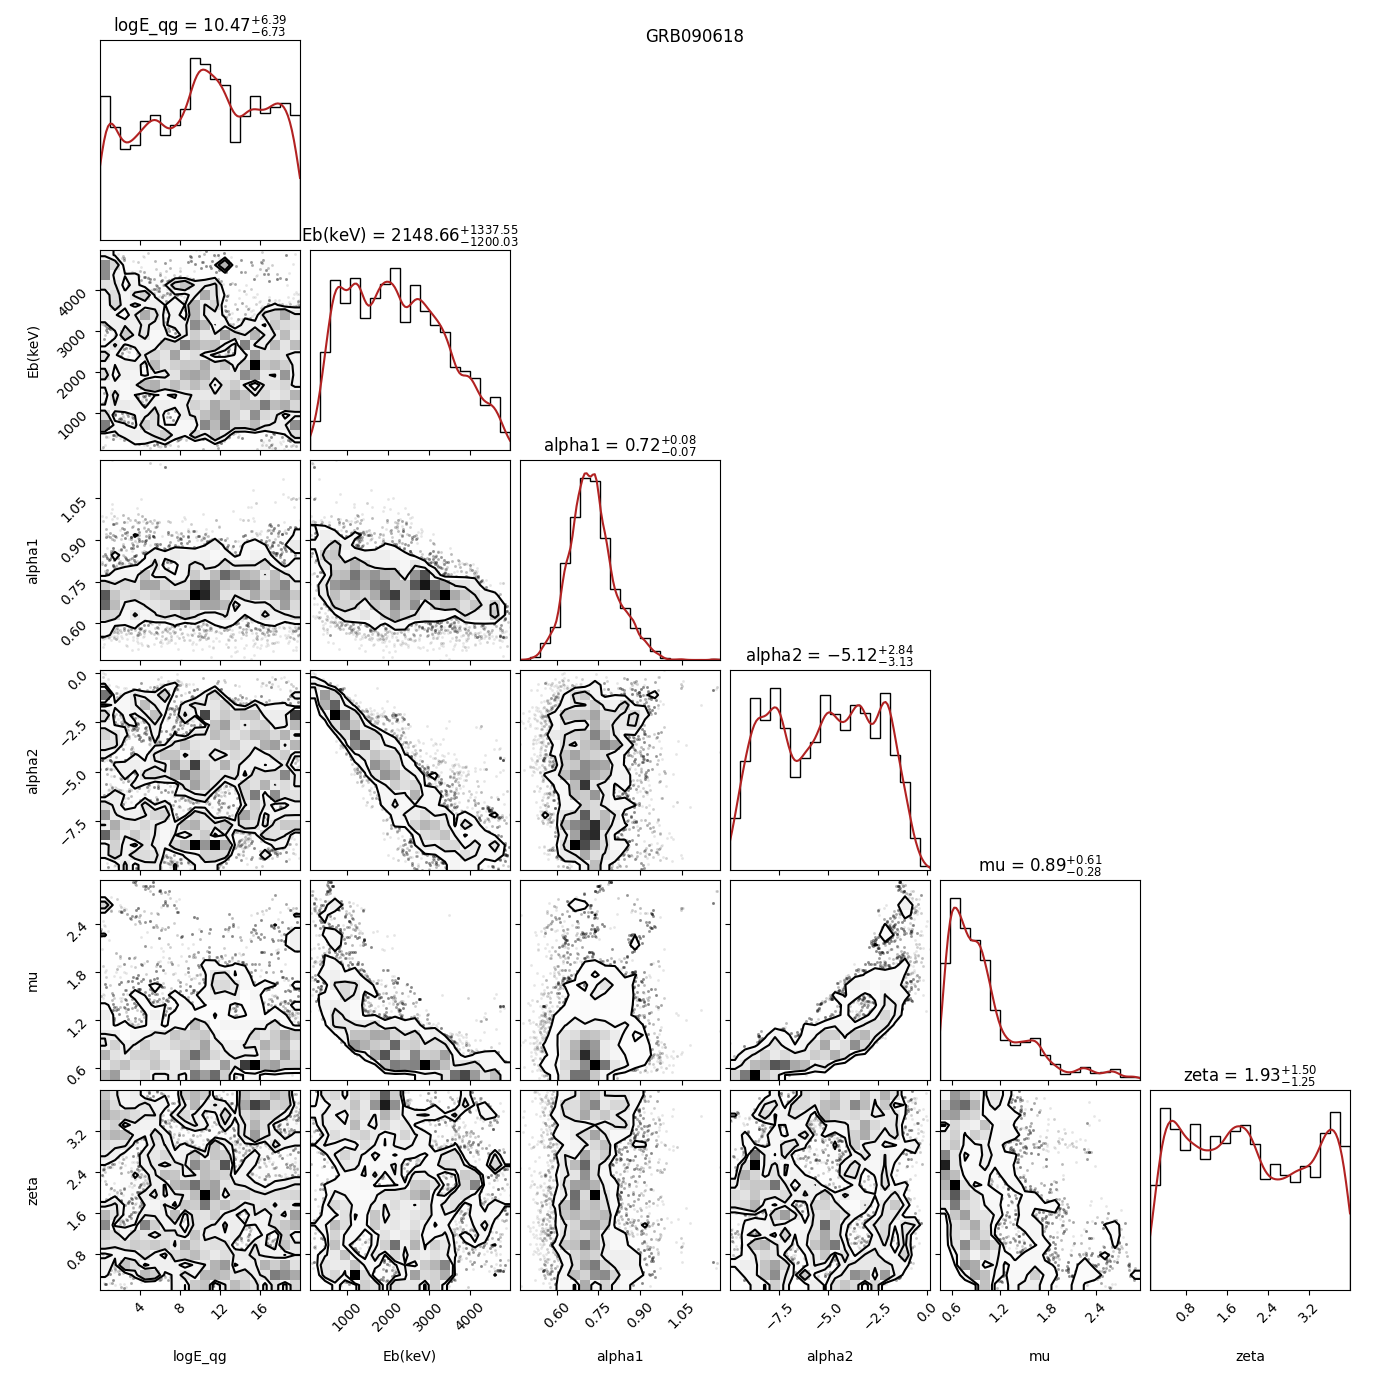 logE_qg = 10.47+6.39−6.73
GRB090618
Eb(keV) = 2148.66+1337.55−1200.03
4000
3000
2000
1000
Eb(keV)
alpha1 = 0.72+0.08−0.07
1.05
0.90
0.75
0.60
alpha1
alpha2 = −5.12+2.84−3.13
0.0
−2.5
−5.0
−7.5
alpha2
mu = 0.89+0.61−0.28
2.4
1.8
1.2
0.6
mu
zeta = 1.93+1.50−1.25
3.2
2.4
1.6
0.8
zeta
4 8 12 16
1000 2000 3000 4000
0.60 0.75 0.90 1.05
−7.5 −5.0 −2.5 0.0
0.6 1.2 1.8 2.4
0.8 1.6 2.4 3.2
logE_qg Eb(keV) alpha1 alpha2 mu zeta